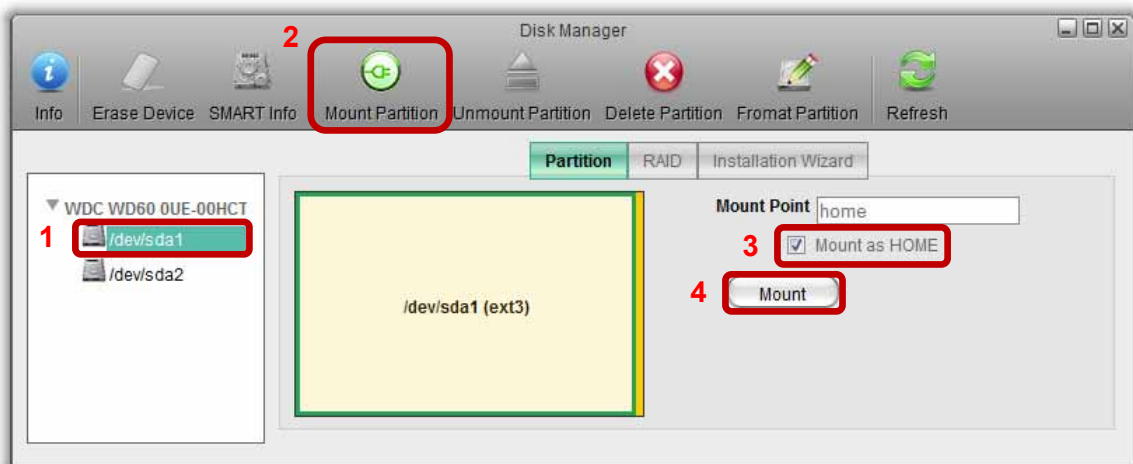 Disk Manager
2
Info Erase Device SMART Info Mount Partition Unmount Partition Delete Partition Fromat Partition Refresh
Partition RAID Installation Wizard
WDC WD60 0UE-00HCT
1 /dev/sda1
/dev/sda2
/dev/sda1 (ext3)
Mount Point home
3 Mount as HOME
4 Mount